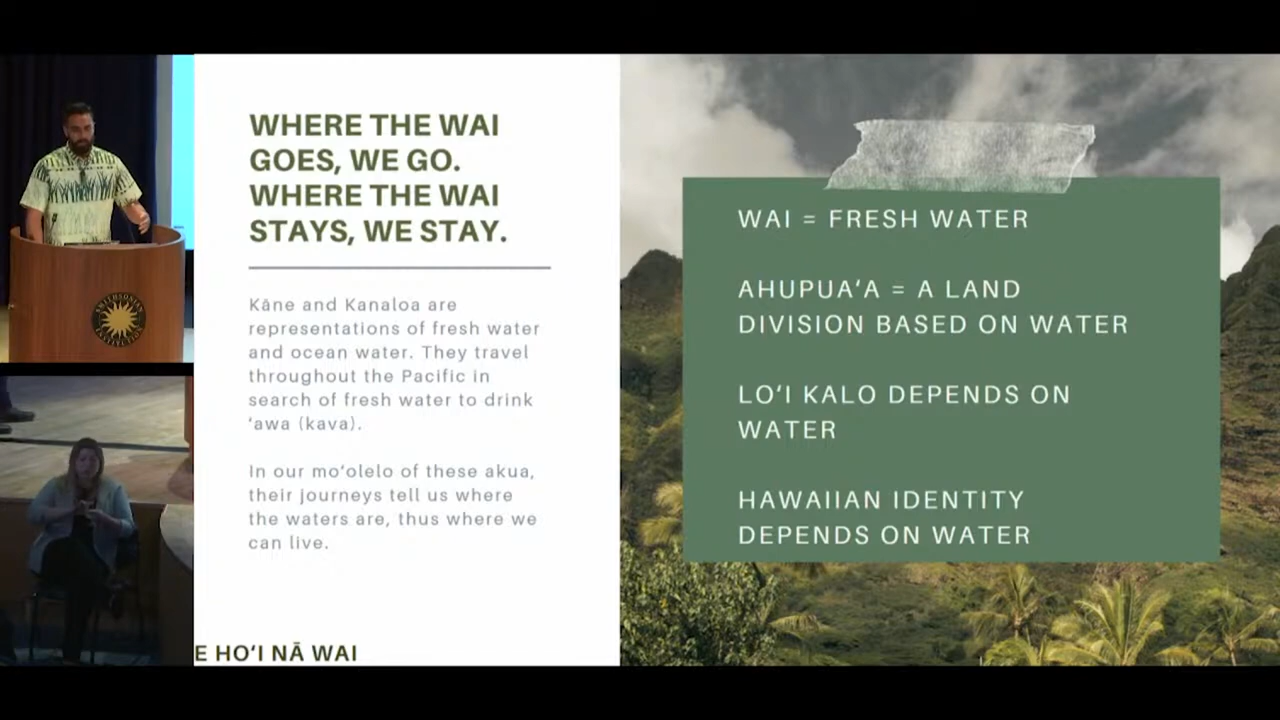 WHERE THE WAI
GOES, WE GO.
WHERE THE WAI
STAYS, WE STAY.
Kāne and Kanaloa are
representations of fresh water
and ocean water. They travel
throughout the Pacific in
search of fresh water to drink
ʻawa (kava).
In our moʻolelo of these akua,
their journeys tell us where
the waters are, thus where we
can live.
E HOʻI NĀ WAI
WAI = FRESH WATER
AHUPUAʻA = A LAND
DIVISION BASED ON WATER
LOʻI KALO DEPENDS ON
WATER
HAWAIIAN IDENTITY
DEPENDS ON WATER